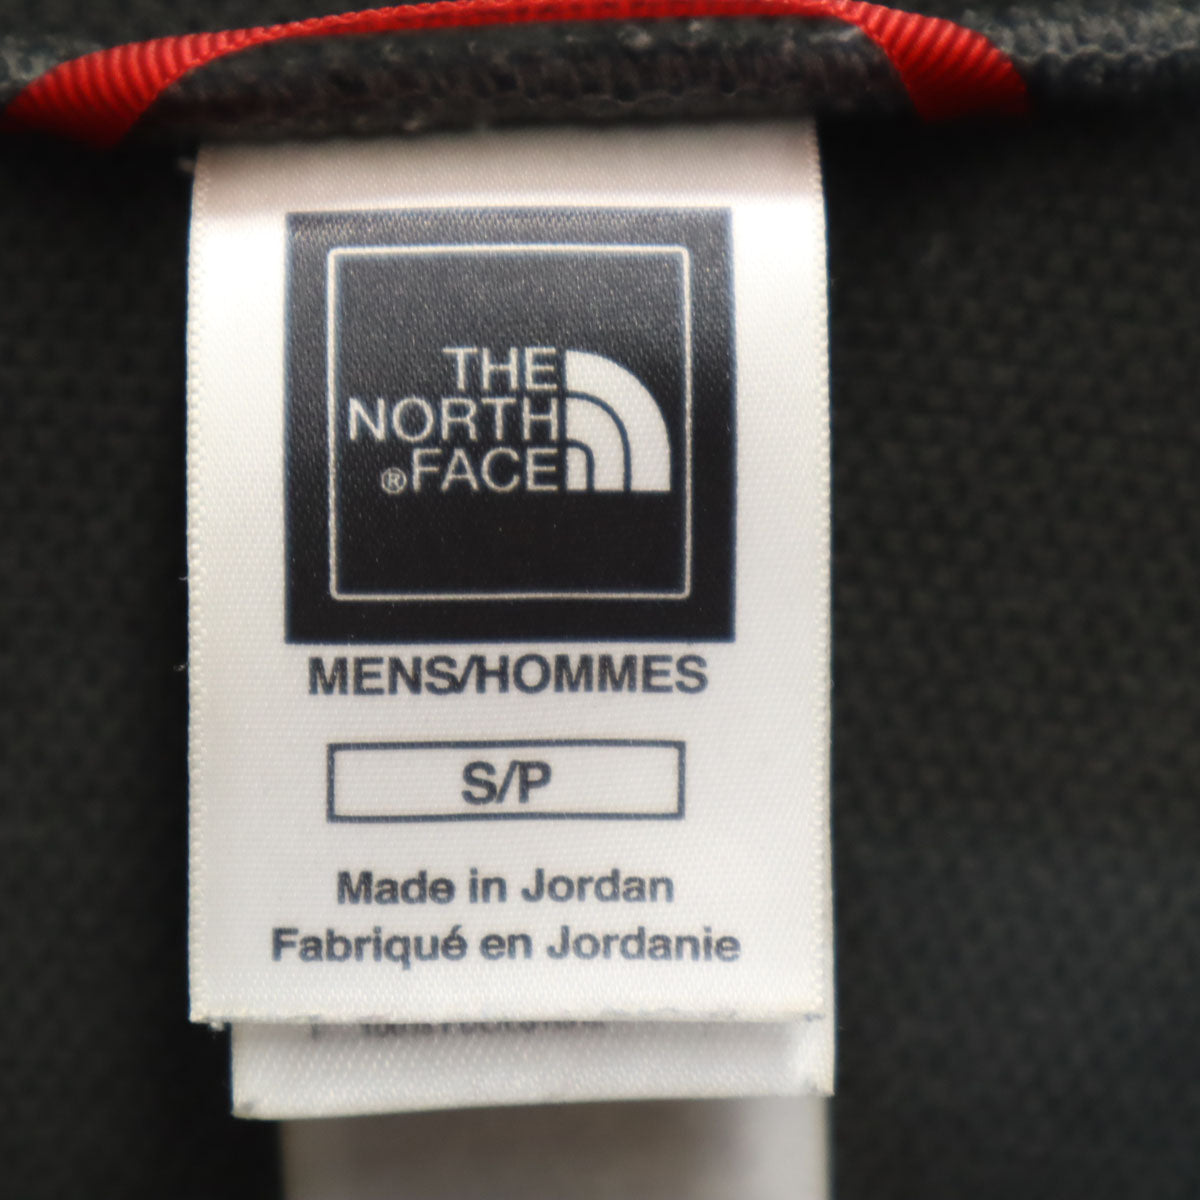 THE
NORTH
®FACE
MENS/HOMMES
S/P
Made in Jordan
Fabriqué en Jordanie